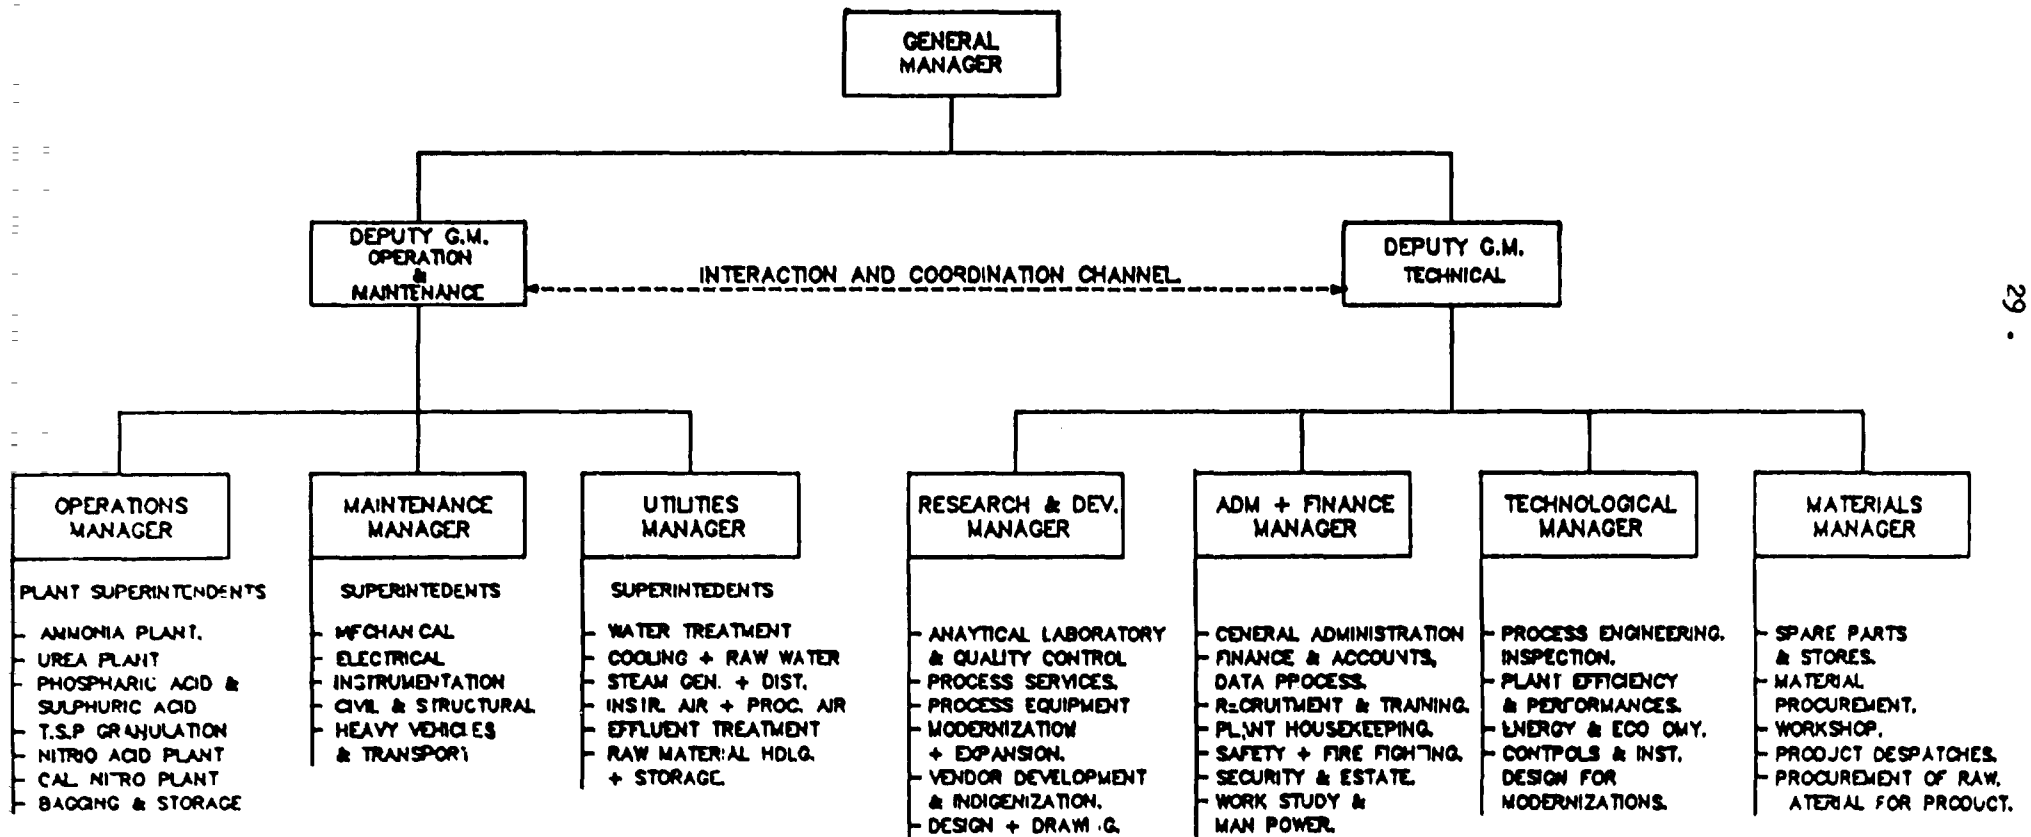 GENERAL
MANAGER
DEPUTY G.M.
OPERATION
&
MAINTENANCE
INTERACTION AND COORDINATION CHANNEL
DEPUTY G.M.
TECHNICAL
29 -
OPERATIONS
MANAGER
PLANT SUPERINTENDENTS
- AMMONIA PLANT.
- UREA PLANT
- PHOSPHARIC ACID &
SULPHURIC ACID
- T.S.P GRANULATION
- NITRIO ACID PLANT
- CAL NITRO PLANT
- BAGGING & STORAGE
MAINTENANCE
MANAGER
SUPERINTEDENTS
- MECHANICAL
- ELECTRICAL
- INSTRUMENTATION
- CIVIL & STRUCTURAL
- HEAVY VEHICLES
& TRANSPORT
UTILITIES
MANAGER
SUPERINTEDENTS
- WATER TREATMENT
- COOLING + RAW WATER
- STEAM GEN. + DIST.
- INSTR. AIR + PROC. AIR
- EFFLUENT TREATMENT
- RAW MATERIAL HDLG.
+ STORAGE
RESEARCH & DEV.
MANAGER
- ANAYTICAL LABORATORY
& QUALITY CONTROL
- PROCESS SERVICES.
- PROCESS EQUIPMENT
- MODERNIZATION
+ EXPANSION.
- VENDOR DEVELOPMENT
& INDIGENIZATION.
- DESIGN + DRAWI G.
ADM + FINANCE
MANAGER
- GENERAL ADMINISTRATION
- FINANCE & ACCOUNTS,
DATA PROCESS.
- RECRUITMENT & TRAINING.
- PLANT HOUSEKEEPING.
- SAFETY + FIRE FIGHTING.
- SECURITY & ESTATE.
- WORK STUDY &
MAN POWER.
TECHNOLOGICAL
MANAGER
- PROCESS ENGINEERING.
INSPECTION.
- PLANT EFFICIENCY
& PERFORMANCES.
- ENERGY & ECO OMY.
- CONTROLS & INST.
DESIGN FOR
MODERNIZATIONS.
MATERIALS
MANAGER
- SPARE PARTS
& STORES.
- MATERIAL
PROCUREMENT.
- WORKSHOP.
- PRODUCT DESPATCHES.
- PROCUREMENT OF RAW.
ATERIAL FOR PRODUCT.